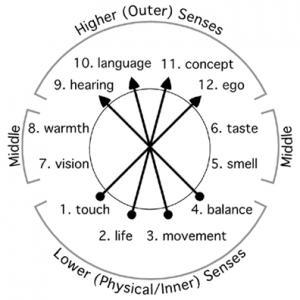 Higher (Outer) Senses
10. language
11. concept
9. hearing
12. ego
Middle
8. warmth
6. taste
Middle
7. vision
5. smell
1. touch
4. balance
2. life
3. movement
Lower (Physical/Inner) Senses